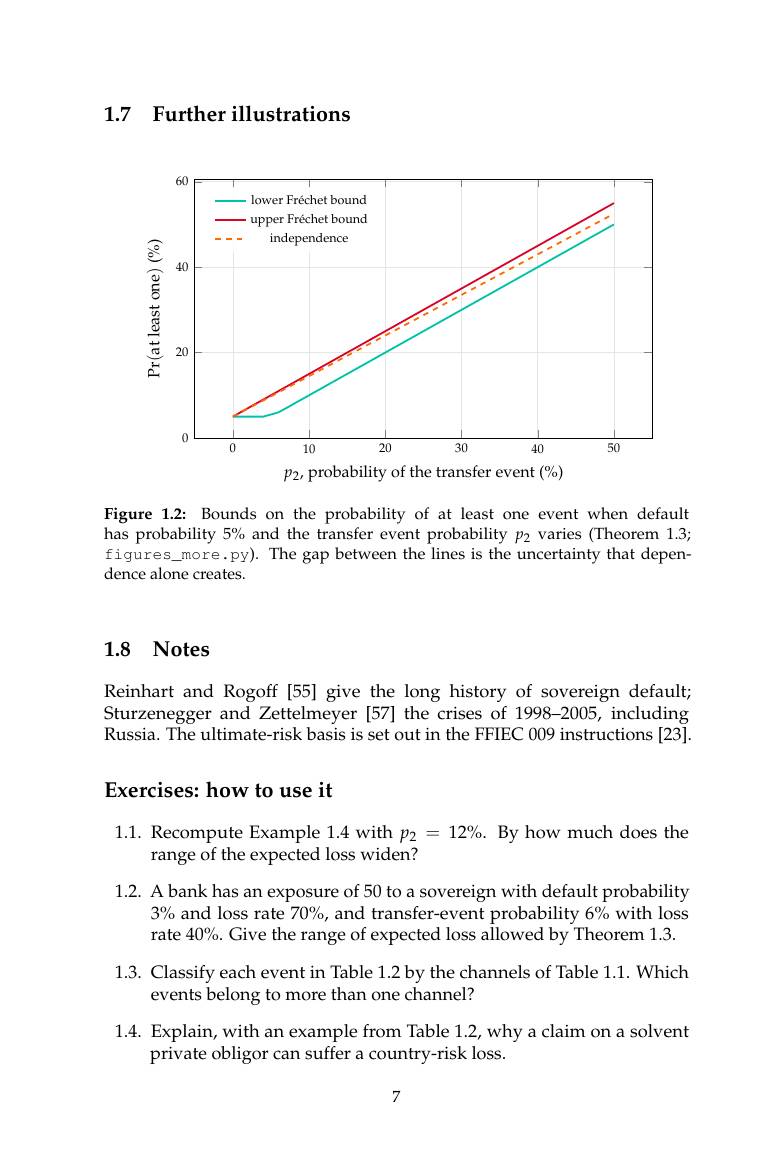 1.7 Further illustrations
60
40
20
0
lower Fréchet bound
upper Fréchet bound
independence
Pr(at least one) (%)
0 10 20 30 40 50
p2, probability of the transfer event (%)
Figure 1.2: Bounds on the probability of at least one event when default
has probability 5% and the transfer event probability p2 varies (Theorem 1.3;
figures_more.py). The gap between the lines is the uncertainty that depen-
dence alone creates.
1.8 Notes
Reinhart and Rogoff [55] give the long history of sovereign default;
Sturzenegger and Zettelmeyer [57] the crises of 1998–2005, including
Russia. The ultimate-risk basis is set out in the FFIEC 009 instructions [23].
Exercises: how to use it
1.1. Recompute Example 1.4 with p2 = 12%. By how much does the
range of the expected loss widen?
1.2. A bank has an exposure of 50 to a sovereign with default probability
3% and loss rate 70%, and transfer-event probability 6% with loss
rate 40%. Give the range of expected loss allowed by Theorem 1.3.
1.3. Classify each event in Table 1.2 by the channels of Table 1.1. Which
events belong to more than one channel?
1.4. Explain, with an example from Table 1.2, why a claim on a solvent
private obligor can suffer a country-risk loss.
7